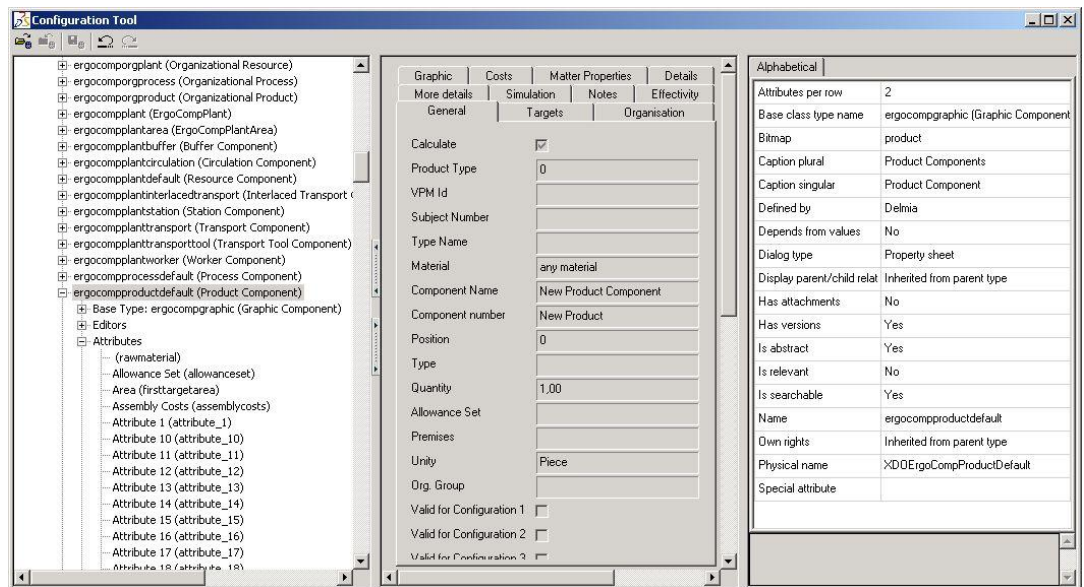 Configuration Tool
ergocomporgplant (Organizational Resource)
ergocomporgprocess (Organizational Process)
ergocomporgproduct (Organizational Product)
ergocompplant (ErgoCompPlant)
ergocompplantarea (ErgoCompPlantArea)
ergocompplantbuffer (Buffer Component)
ergocompplantcirculation (Circulation Component)
ergocompplantdefault (Resource Component)
ergocompplantinterlacedtransport (Interlaced Transport
ergocompplantstation (Station Component)
ergocompplanttransport (Transport Component)
ergocompplanttransporttool (Transport Tool Component)
ergocompplantworker (Worker Component)
ergocompprocessdefault (Process Component)
ergocompproductdefault (Product Component)
Base Type: ergocompgraphic (Graphic Component)
Editors
Attributes
(rawmaterial)
Allowance Set (allowanceset)
Area (firsttargetarea)
Assembly Costs (assemblycosts)
Attribute 1 (attribute_1)
Attribute 10 (attribute_10)
Attribute 11 (attribute_11)
Attribute 12 (attribute_12)
Attribute 13 (attribute_13)
Attribute 14 (attribute_14)
Attribute 15 (attribute_15)
Attribute 16 (attribute_16)
Attribute 17 (attribute_17)
Attribute 18 (attribute_18)
Graphic Costs Matter Properties Details
More details Simulation Notes Effectivity
General Targets Organisation
Calculate
Product Type 0
VPM Id
Subject Number
Type Name
Material any material
Component Name New Product Component
Component number New Product
Position 0
Type
Quantity 1,00
Allowance Set
Premises
Unity Piece
Org. Group
Valid for Configuration 1
Valid for Configuration 2
Valid for Configuration 3
Alphabetical
Attributes per row 2
Base class type name ergocompgraphic (Graphic Component
Bitmap product
Caption plural Product Components
Caption singular Product Component
Defined by Delmia
Depends from values No
Dialog type Property sheet
Display parent/child relat Inherited from parent type
Has attachments No
Has versions Yes
Is abstract Yes
Is relevant No
Is searchable Yes
Name ergocompproductdefault
Own rights Inherited from parent type
Physical name XDOErgoCompProductDefault
Special attribute